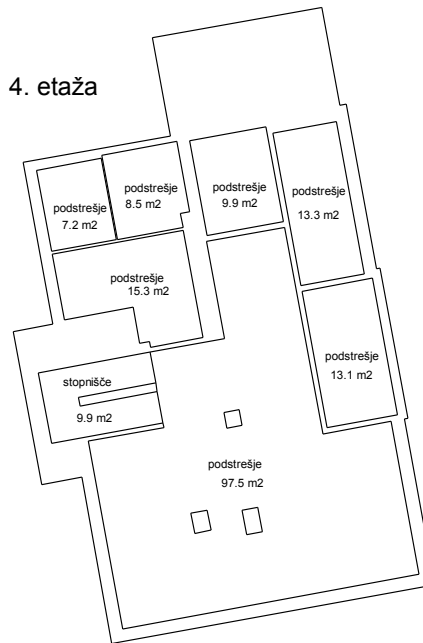 4. etaža
podstrešje
7.2 m2
podstrešje
8.5 m2
podstrešje
9.9 m2
podstrešje
13.3 m2
podstrešje
15.3 m2
podstrešje
13.1 m2
stopnišče
9.9 m2
podstrešje
97.5 m2